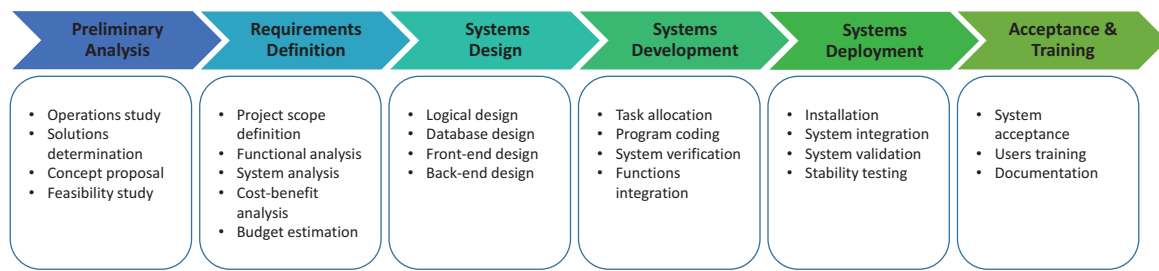 Preliminary
Analysis
Requirements
Definition
Systems
Design
Systems
Development
Systems
Deployment
Acceptance &
Training
• Operations study
• Solutions
determination
• Concept proposal
• Feasibility study
• Project scope
definition
• Functional analysis
• System analysis
• Cost-benefit
analysis
• Budget estimation
• Logical design
• Database design
• Front-end design
• Back-end design
• Task allocation
• Program coding
• System verification
• Functions
integration
• Installation
• System integration
• System validation
• Stability testing
• System
acceptance
• Users training
• Documentation